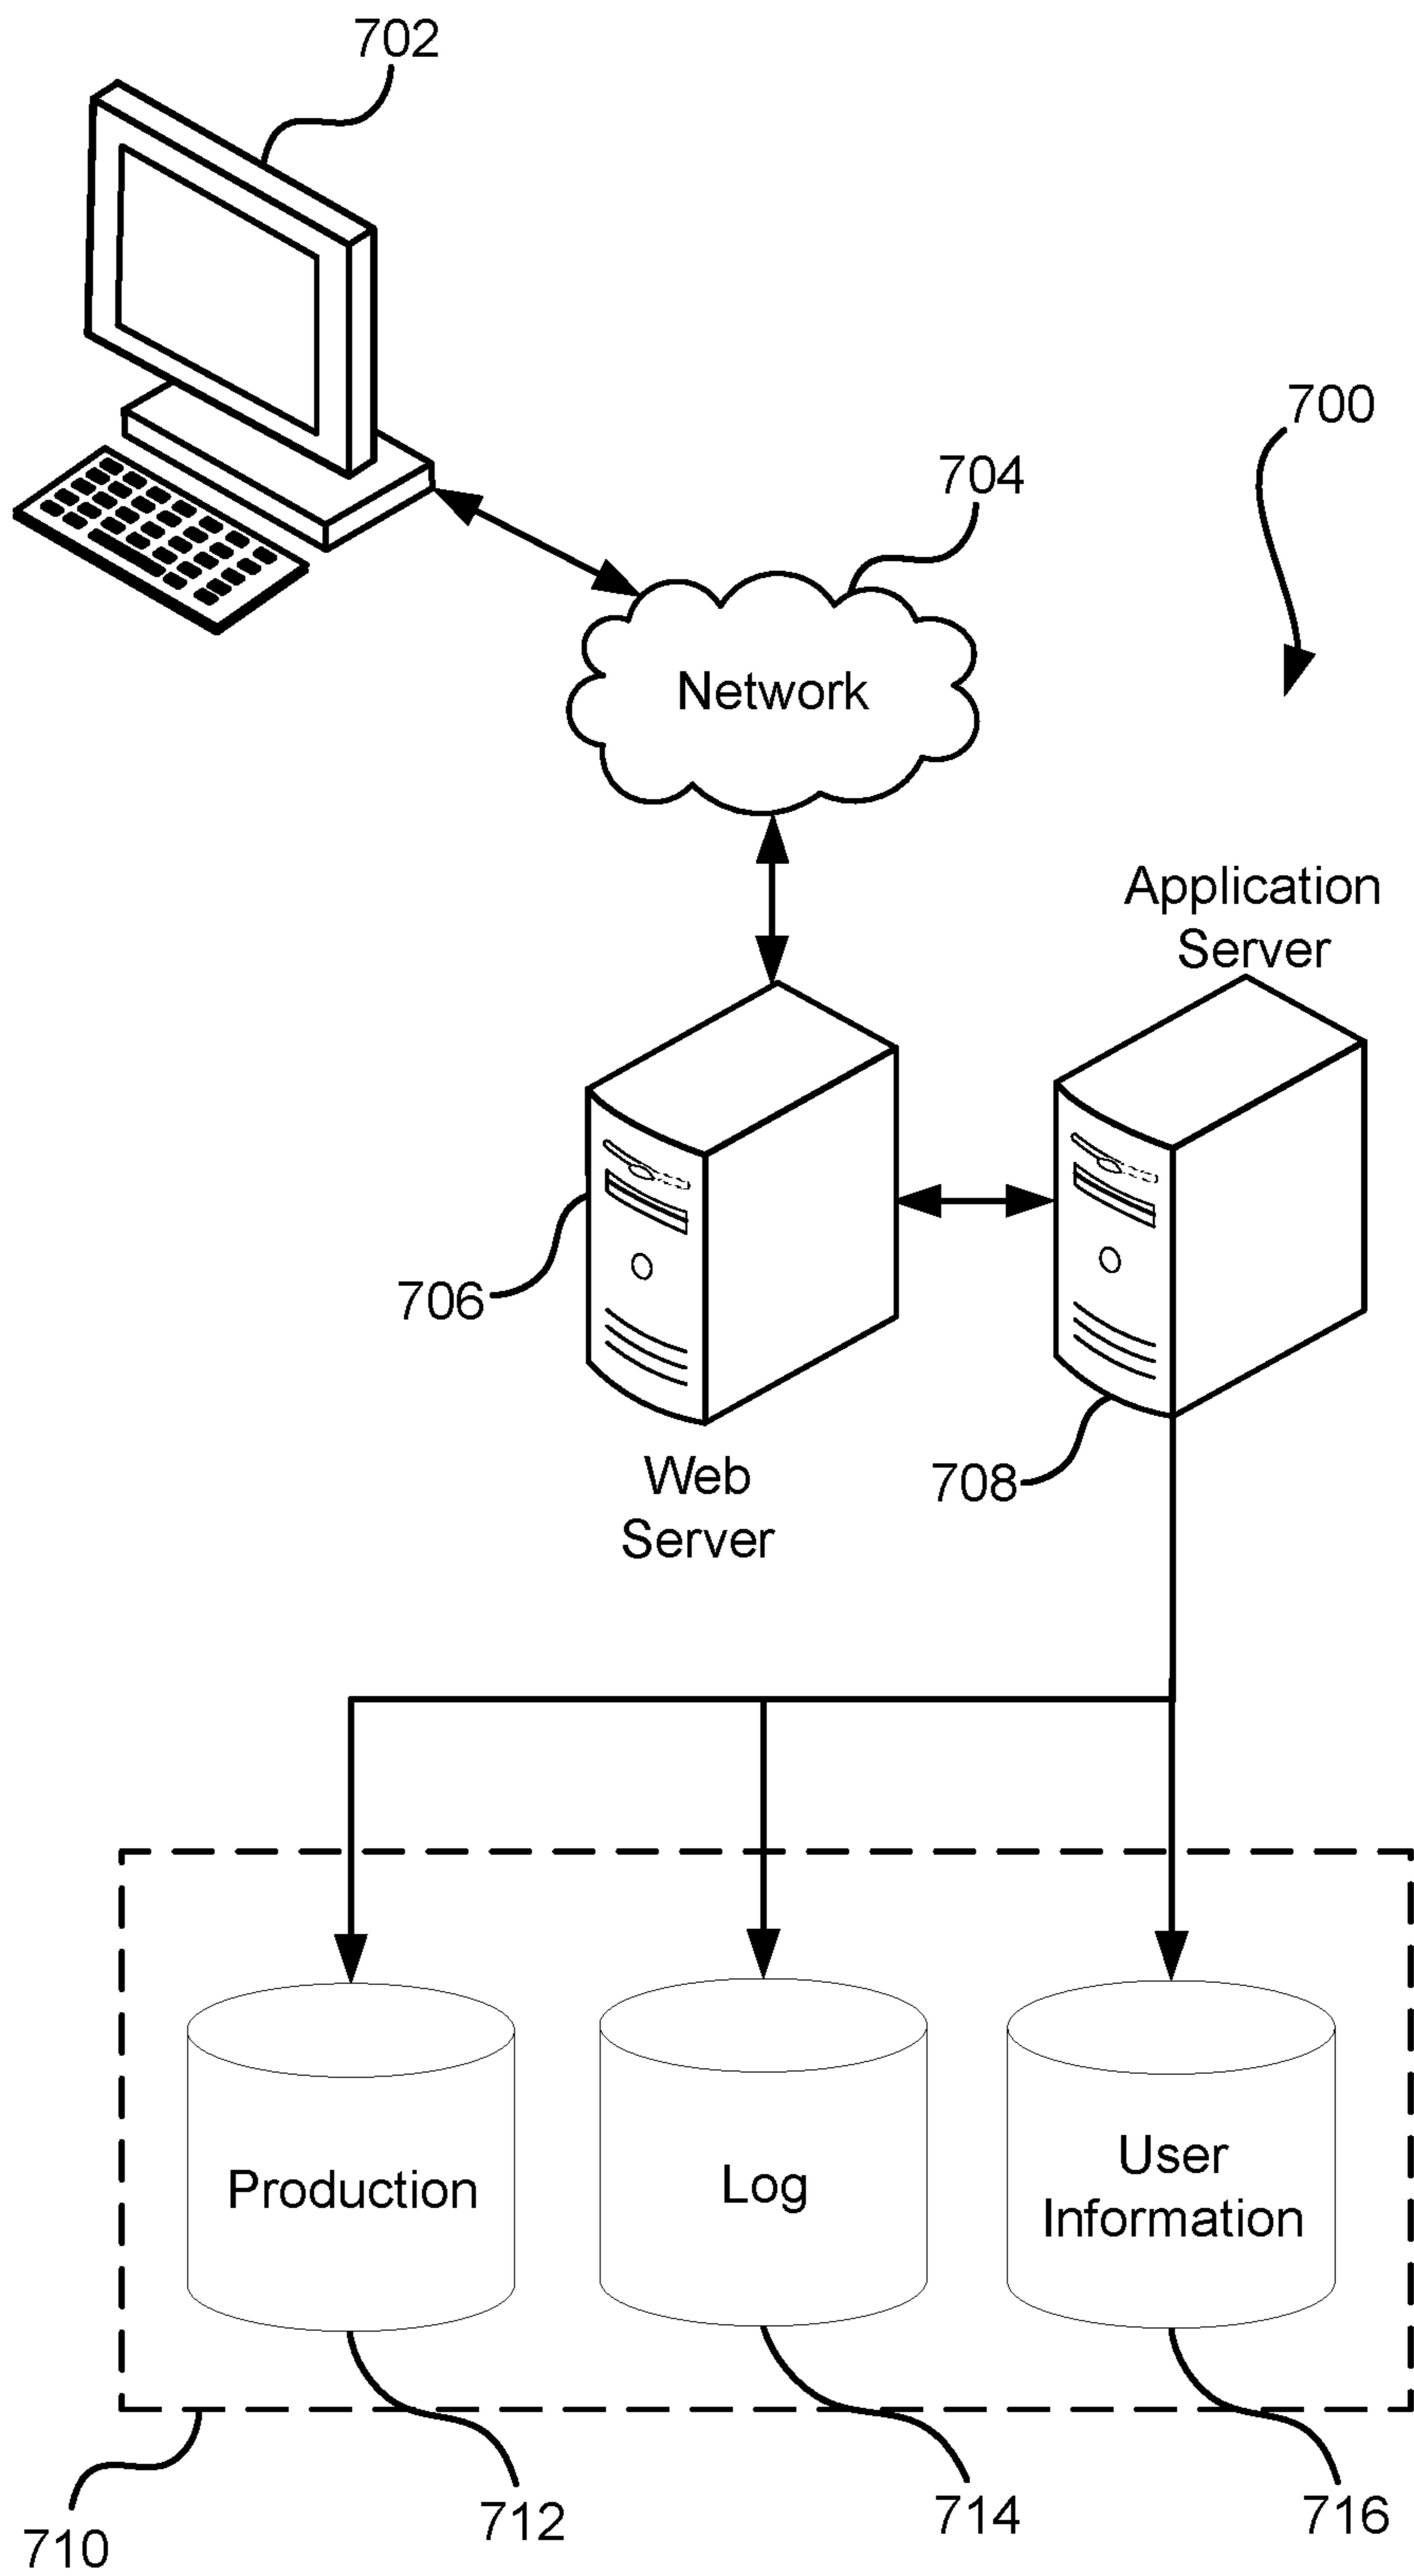 702
700
704
Network
Application
Server
706
708
Web
Server
Production
Log
User
Information
710
712
714
716